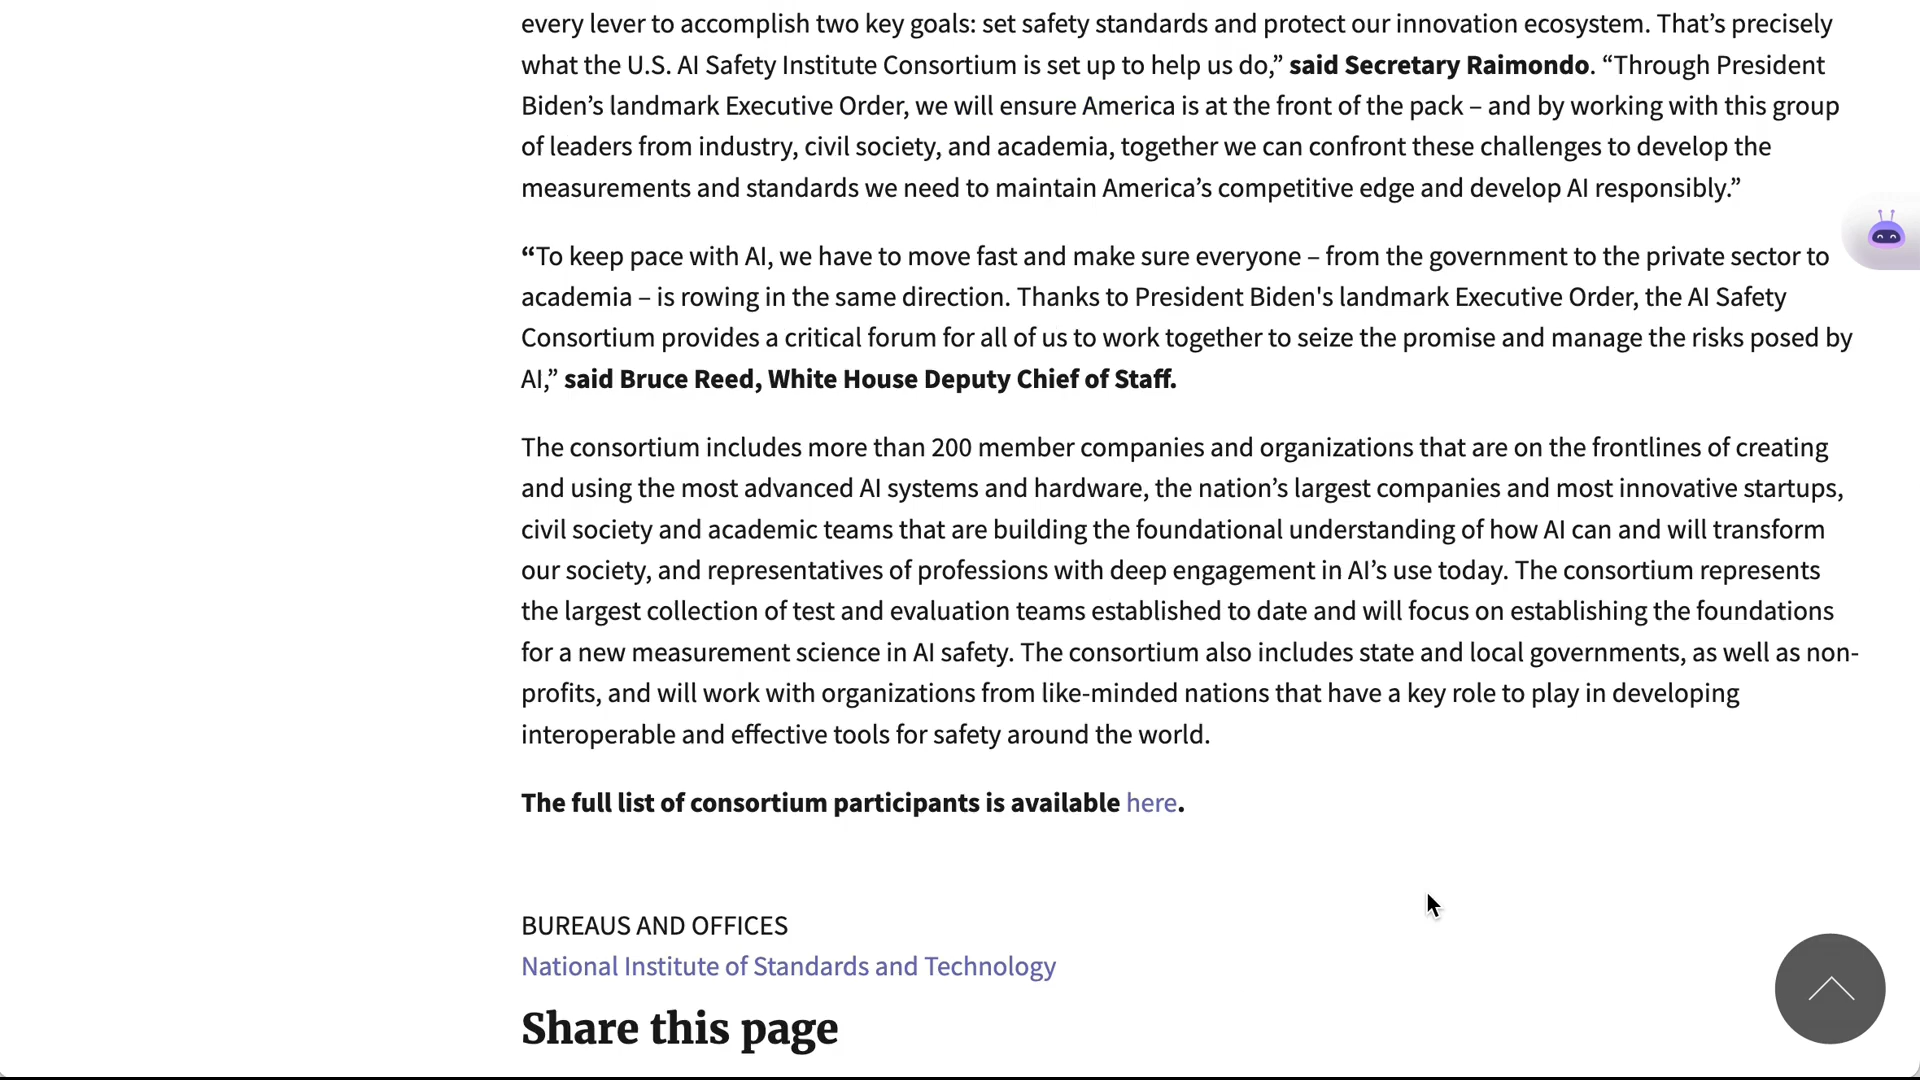 every lever to accomplish two key goals: set safety standards and protect our innovation ecosystem. That’s precisely
what the U.S. AI Safety Institute Consortium is set up to help us do,” said Secretary Raimondo. “Through President
Biden’s landmark Executive Order, we will ensure America is at the front of the pack – and by working with this group
of leaders from industry, civil society, and academia, together we can confront these challenges to develop the
measurements and standards we need to maintain America’s competitive edge and develop AI responsibly.”
“To keep pace with AI, we have to move fast and make sure everyone – from the government to the private sector to
academia – is rowing in the same direction. Thanks to President Biden's landmark Executive Order, the AI Safety
Consortium provides a critical forum for all of us to work together to seize the promise and manage the risks posed by
AI,” said Bruce Reed, White House Deputy Chief of Staff.
The consortium includes more than 200 member companies and organizations that are on the frontlines of creating
and using the most advanced AI systems and hardware, the nation’s largest companies and most innovative startups,
civil society and academic teams that are building the foundational understanding of how AI can and will transform
our society, and representatives of professions with deep engagement in AI’s use today. The consortium represents
the largest collection of test and evaluation teams established to date and will focus on establishing the foundations
for a new measurement science in AI safety. The consortium also includes state and local governments, as well as non-
profits, and will work with organizations from like-minded nations that have a key role to play in developing
interoperable and effective tools for safety around the world.
The full list of consortium participants is available here.
BUREAUS AND OFFICES
National Institute of Standards and Technology
Share this page